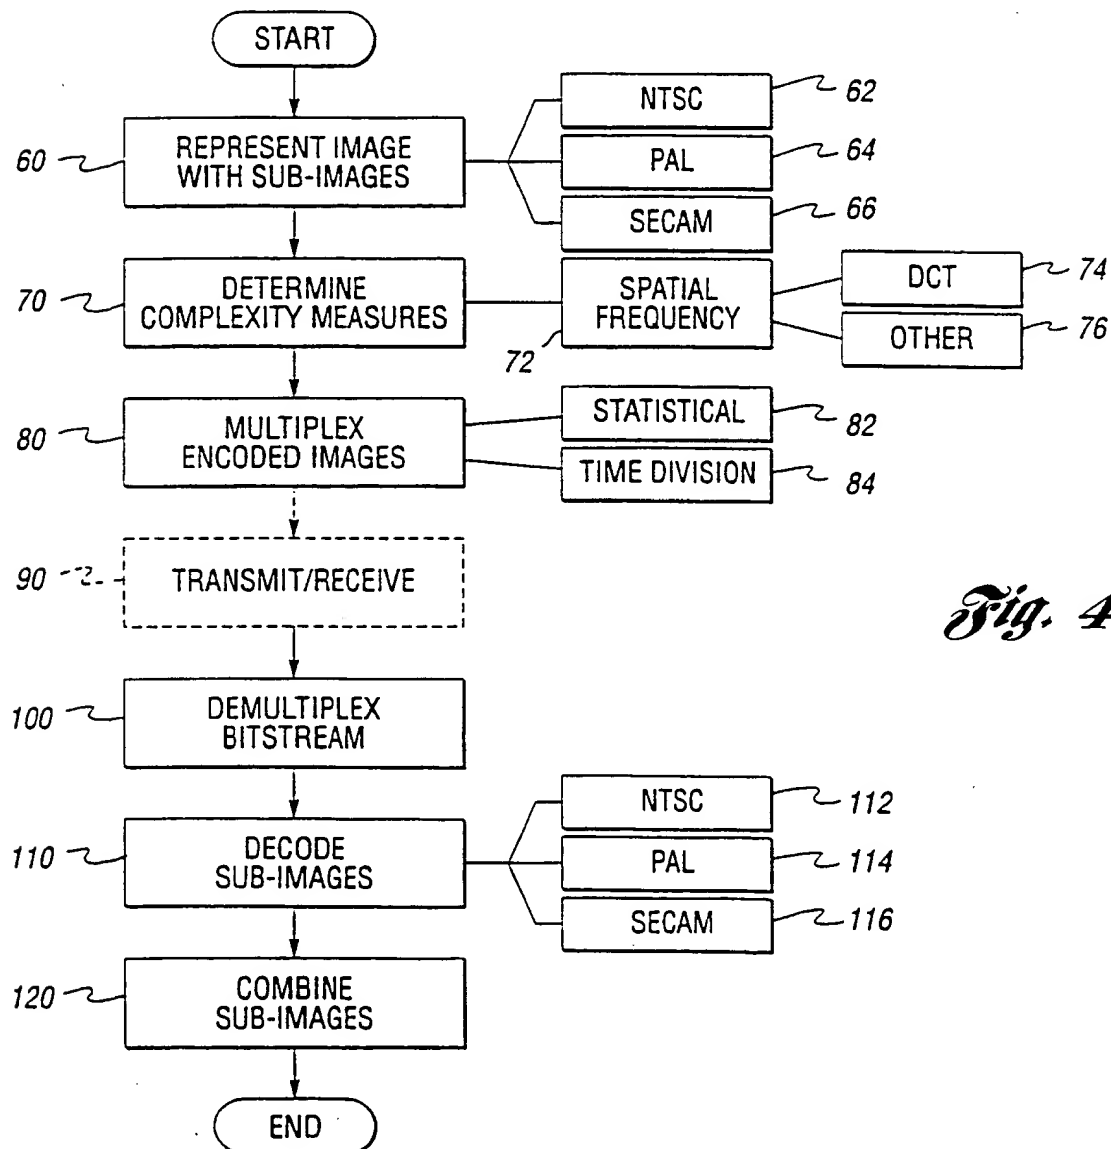 START
60
REPRESENT IMAGE
WITH SUB-IMAGES
NTSC
62
PAL
64
SECAM
66
70
DETERMINE
COMPLEXITY MEASURES
SPATIAL
FREQUENCY
72
DCT
74
OTHER
76
80
MULTIPLEX
ENCODED IMAGES
STATISTICAL
82
TIME DIVISION
84
90
TRANSMIT/RECEIVE
Fig. 4
100
DEMULTIPLEX
BITSTREAM
110
DECODE
SUB-IMAGES
NTSC
112
PAL
114
SECAM
116
120
COMBINE
SUB-IMAGES
END